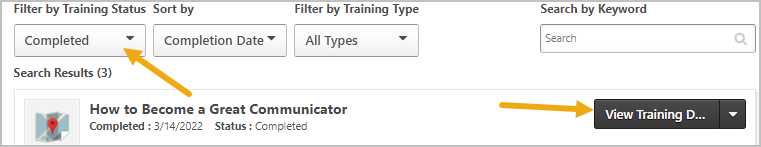 Filter by Training Status Sort by Filter by Training Type Search by Keyword
Completed Completion Date All Types Search
Search Results (3)
How to Become a Great Communicator
Completed : 3/14/2022 Status : Completed
View Training D...